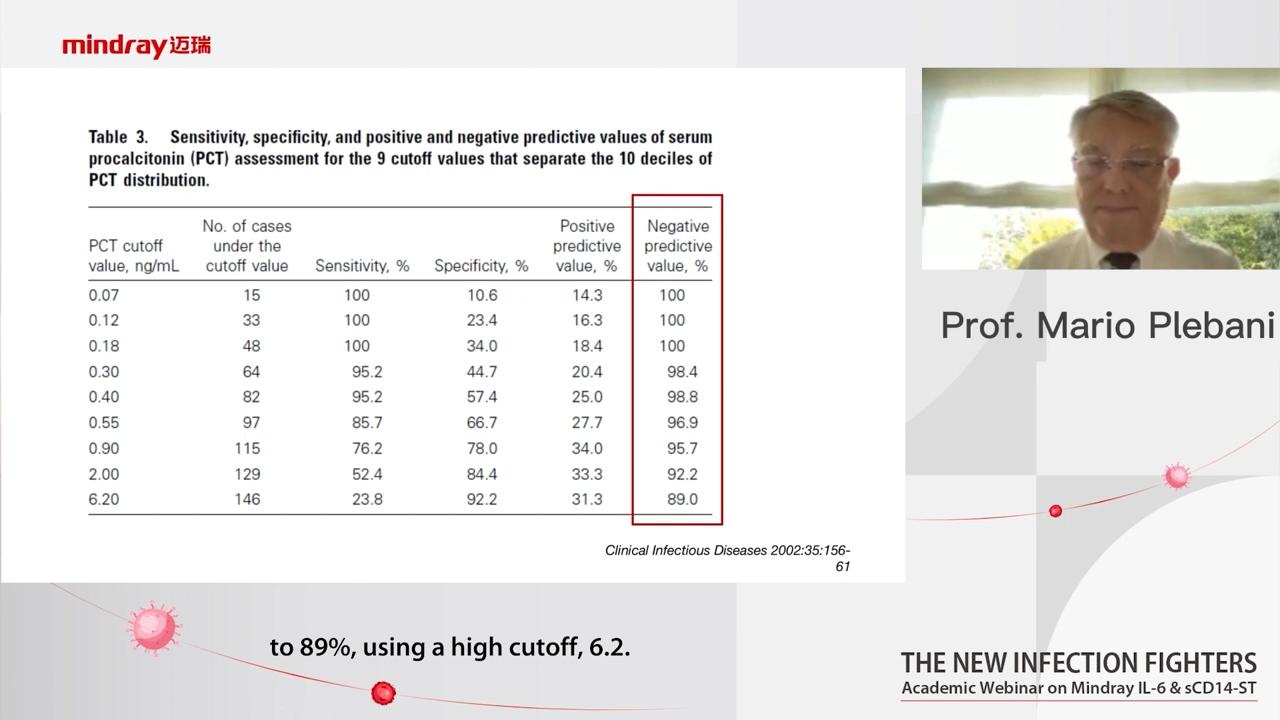 mindray迈瑞
Table 3. Sensitivity, specificity, and positive and negative predictive values of serum
procalcitonin (PCT) assessment for the 9 cutoff values that separate the 10 deciles of
PCT distribution.
PCT cutoff value, ng/mL No. of cases under the cutoff value Sensitivity, % Specificity, % Positive predictive value, % Negative predictive value, %
0.07 15 100 10.6 14.3 100
0.12 33 100 23.4 16.3 100
0.18 48 100 34.0 18.4 100
0.30 64 95.2 44.7 20.4 98.4
0.40 82 95.2 57.4 25.0 98.8
0.55 97 85.7 66.7 27.7 96.9
0.90 115 76.2 78.0 34.0 95.7
2.00 129 52.4 84.4 33.3 92.2
6.20 146 23.8 92.2 31.3 89.0
Clinical Infectious Diseases 2002:35:156-
61
Prof. Mario Plebani
to 89%, using a high cutoff, 6.2.
THE NEW INFECTION FIGHTERS
Academic Webinar on Mindray IL-6 & sCD14-ST